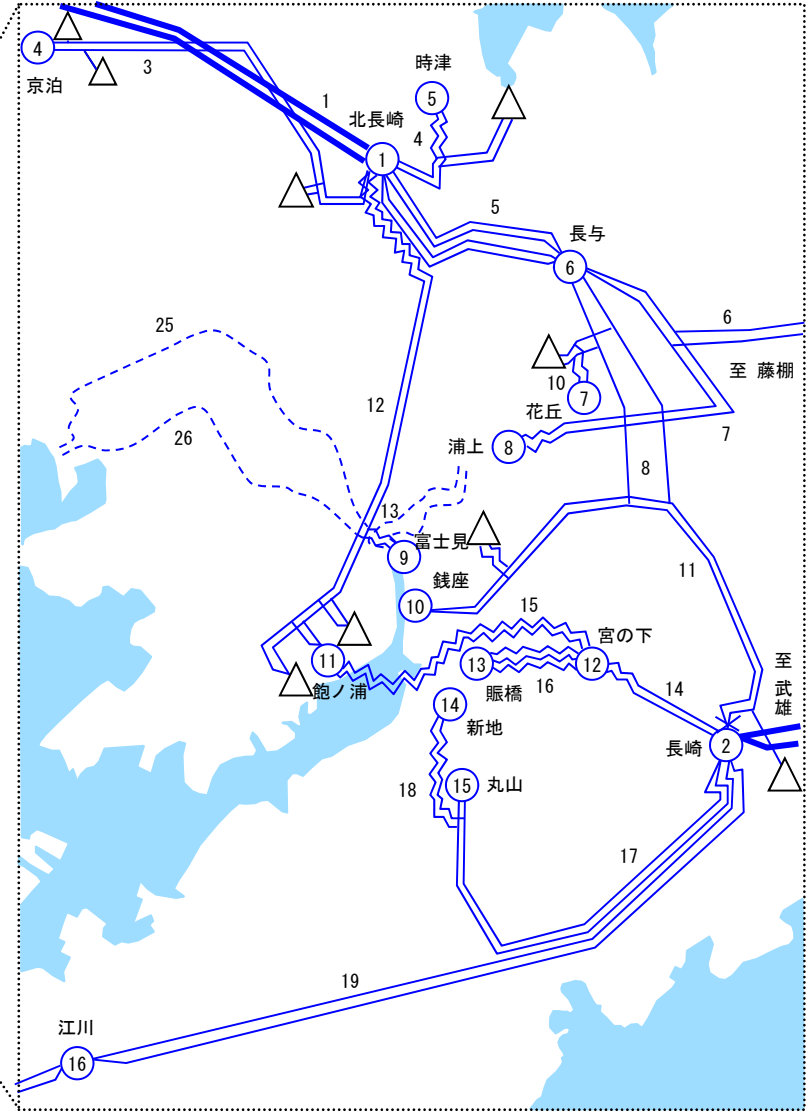 4
京泊
3
1
時津
5
4
北長崎
1
5
長与
6
6
至 藤棚
10
7
花丘
7
浦上
8
8
25
26
12
13
富士見
9
銭座
10
11
15
宮の下
12
13
賑橋
16
11
飽ノ浦
14
新地
14
至 武雄
長崎
2
18
15
丸山
17
19
江川
16